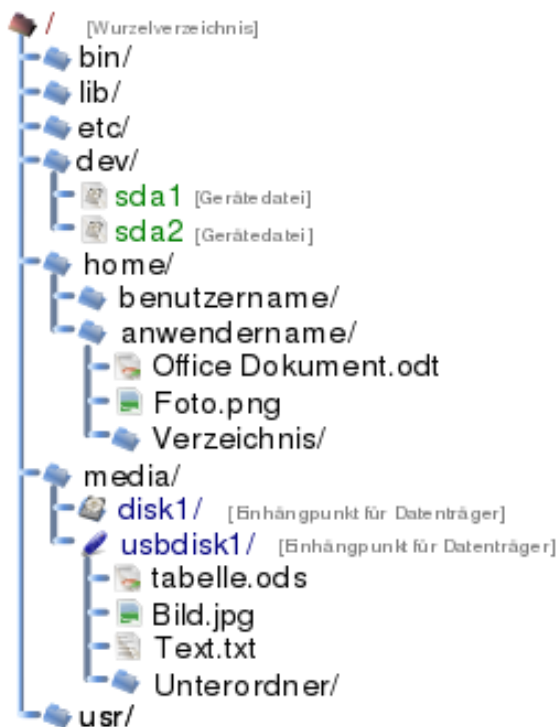 / [Wurzelverzeichnis]
bin/
lib/
etc/
dev/
sda1 [Gerätedatei]
sda2 [Gerätedatei]
home/
benutzername/
anwendername/
Office Dokument.odt
Foto.png
Verzeichnis/
media/
disk1/ [Einhängpunkt für Datenträger]
usbdisk1/ [Einhängpunkt für Datenträger]
tabelle.ods
Bild.jpg
Text.txt
Unterordner/
usr/